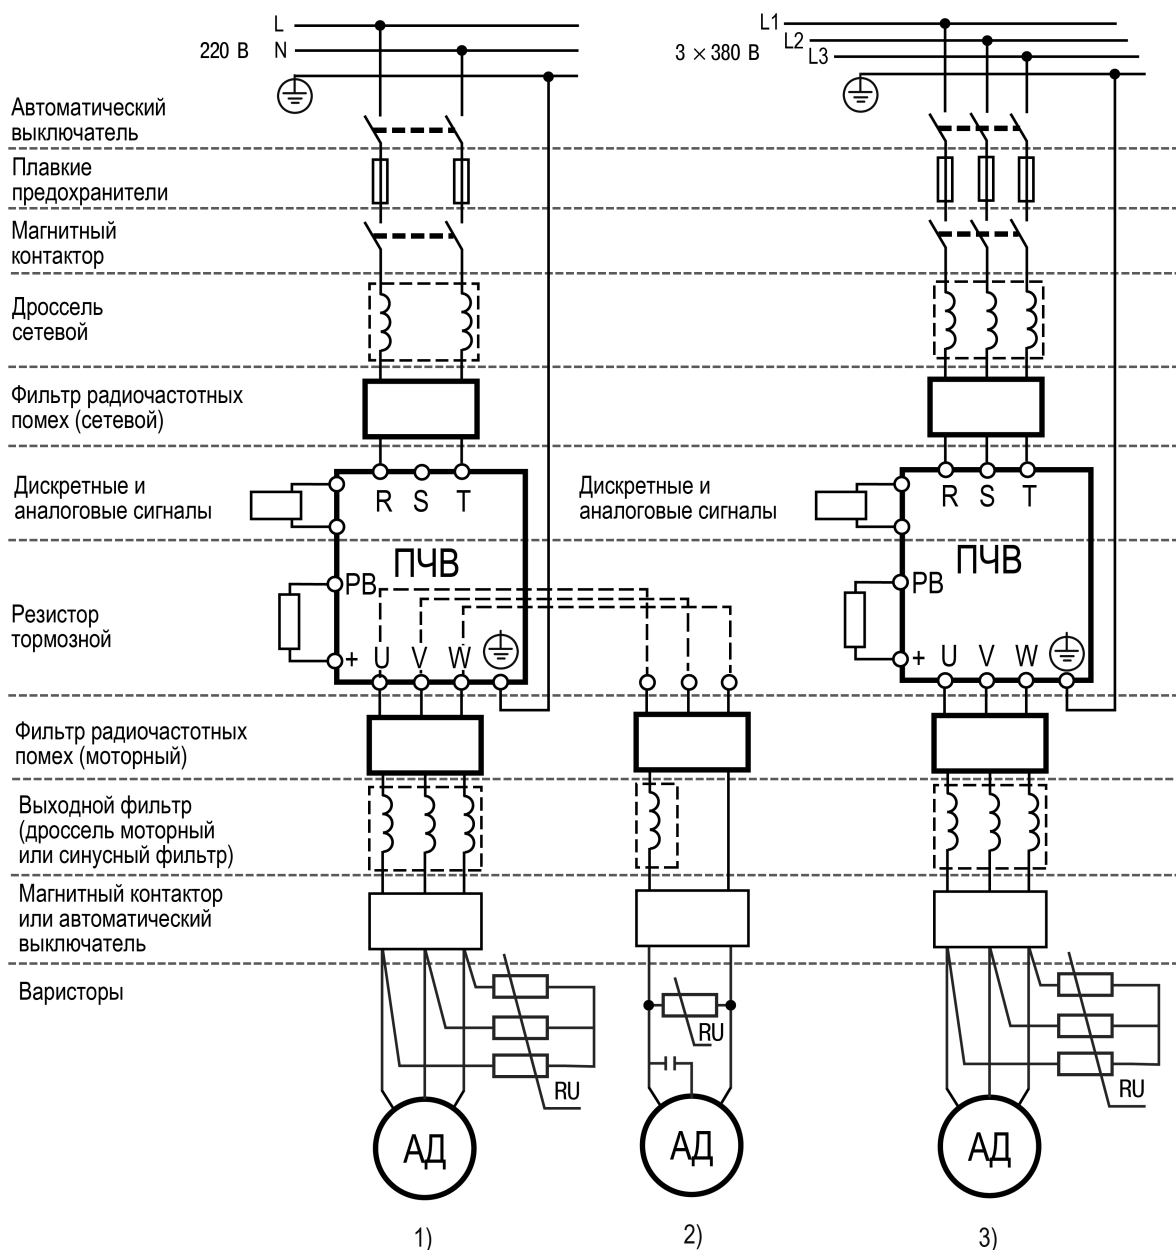 L
220 В N
L1
L2
3 × 380 В L3
Автоматический
выключатель
Плавкие
предохранители
Магнитный
контактор
Дроссель
сетевой
Фильтр радиочастотных
помех (сетевой)
Дискретные и
аналоговые сигналы
R S T
Дискретные и
аналоговые сигналы
R S T
ПЧВ
ПЧВ
PB
PB
Резистор
тормозной
+ U V W
+ U V W
Фильтр радиочастотных
помех (моторный)
Выходной фильтр
(дроссель моторный
или синусный фильтр)
Магнитный контактор
или автоматический
выключатель
Варисторы
RU
RU
RU
АД
АД
АД
1)
2)
3)